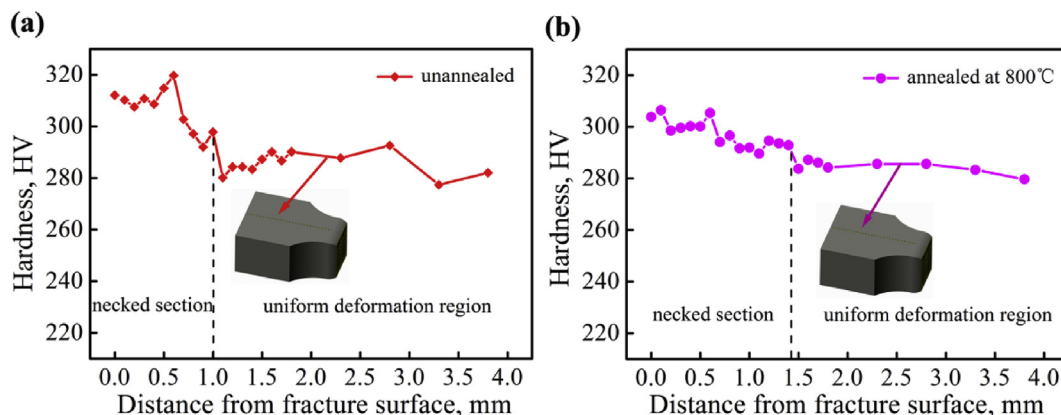 (a)
Hardness, HV
320
300
280
260
240
220
unannealed
necked section
uniform deformation region
0.0 0.5 1.0 1.5 2.0 2.5 3.0 3.5 4.0
Distance from fracture surface, mm
(b)
Hardness, HV
320
300
280
260
240
220
annealed at 800℃
necked section
uniform deformation region
0.0 0.5 1.0 1.5 2.0 2.5 3.0 3.5 4.0
Distance from fracture surface, mm